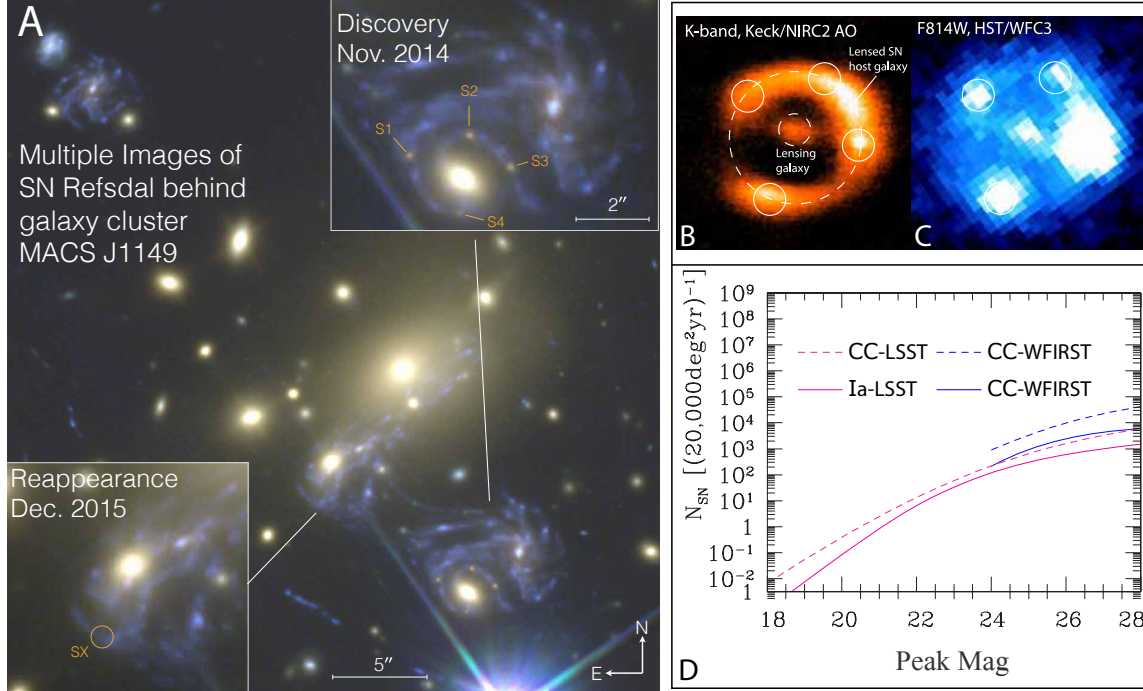 A
Multiple Images of
SN Refsdal behind
galaxy cluster
MACS J1149
Discovery
Nov. 2014
S1
S2
S3
S4
2″
Reappearance
Dec. 2015
SX
5″
N
E
K-band, Keck/NIRC2 AO
Lensed SN
host galaxy
Lensing
galaxy
B
F814W, HST/WFC3
C
N_SN [(20,000deg²yr)⁻¹]
10⁹
10⁸
10⁷
10⁶
10⁵
10⁴
10³
10²
10¹
1
10⁻¹
10⁻²
1
CC-LSST
CC-WFIRST
Ia-LSST
CC-WFIRST
18
20
22
24
26
28
Peak Mag
D